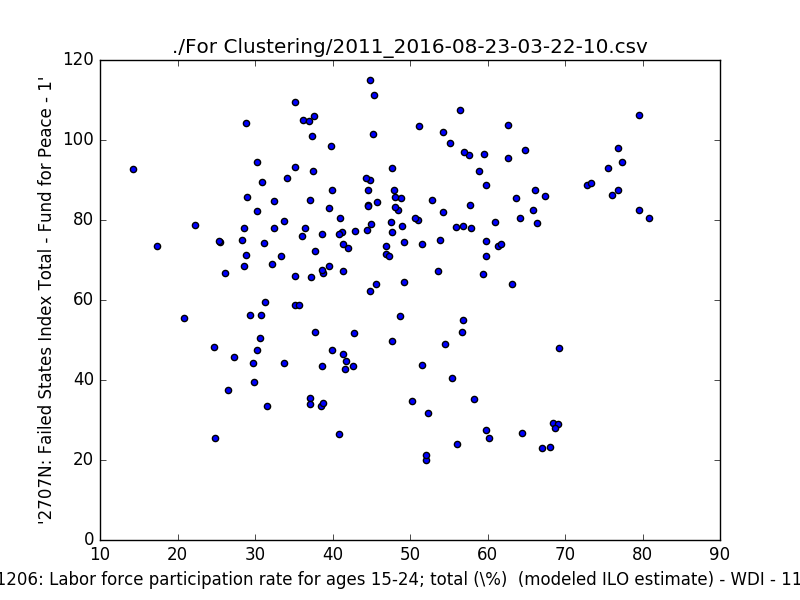 ./For Clustering/2011_2016-08-23-03-22-10.csv
'2707N: Failed States Index Total - Fund for Peace - 1'
120
100
80
60
40
20
0
10 20 30 40 50 60 70 80 90
1206: Labor force participation rate for ages 15-24; total (\%) (modeled ILO estimate) - WDI - 11